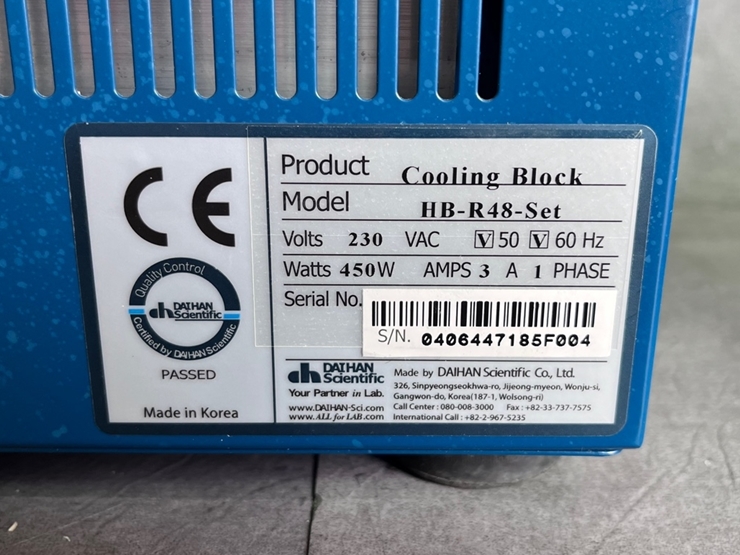 CE
Quality Control
DAIHAN
Scientific
Certified by DAIHAN Scientific
PASSED
Made in Korea
Product Cooling Block
Model HB-R48-Set
Volts 230 VAC V 50 V 60 Hz
Watts 450W AMPS 3 A 1 PHASE
Serial No.
S/N. 0406447185F004
DAIHAN
Scientific
Your Partner in Lab.
www.DAIHAN-Sci.com
www.ALL for LAB.com
Made by DAIHAN Scientific Co., Ltd.
326, Sinpyeongseokhwa-ro, Jijeong-myeon, Wonju-si,
Gangwon-do, Korea(187-1, Wolsong-ri)
Call Center : 080-008-3000 Fax : +82-33-737-7575
International Call : +82-2-967-5235